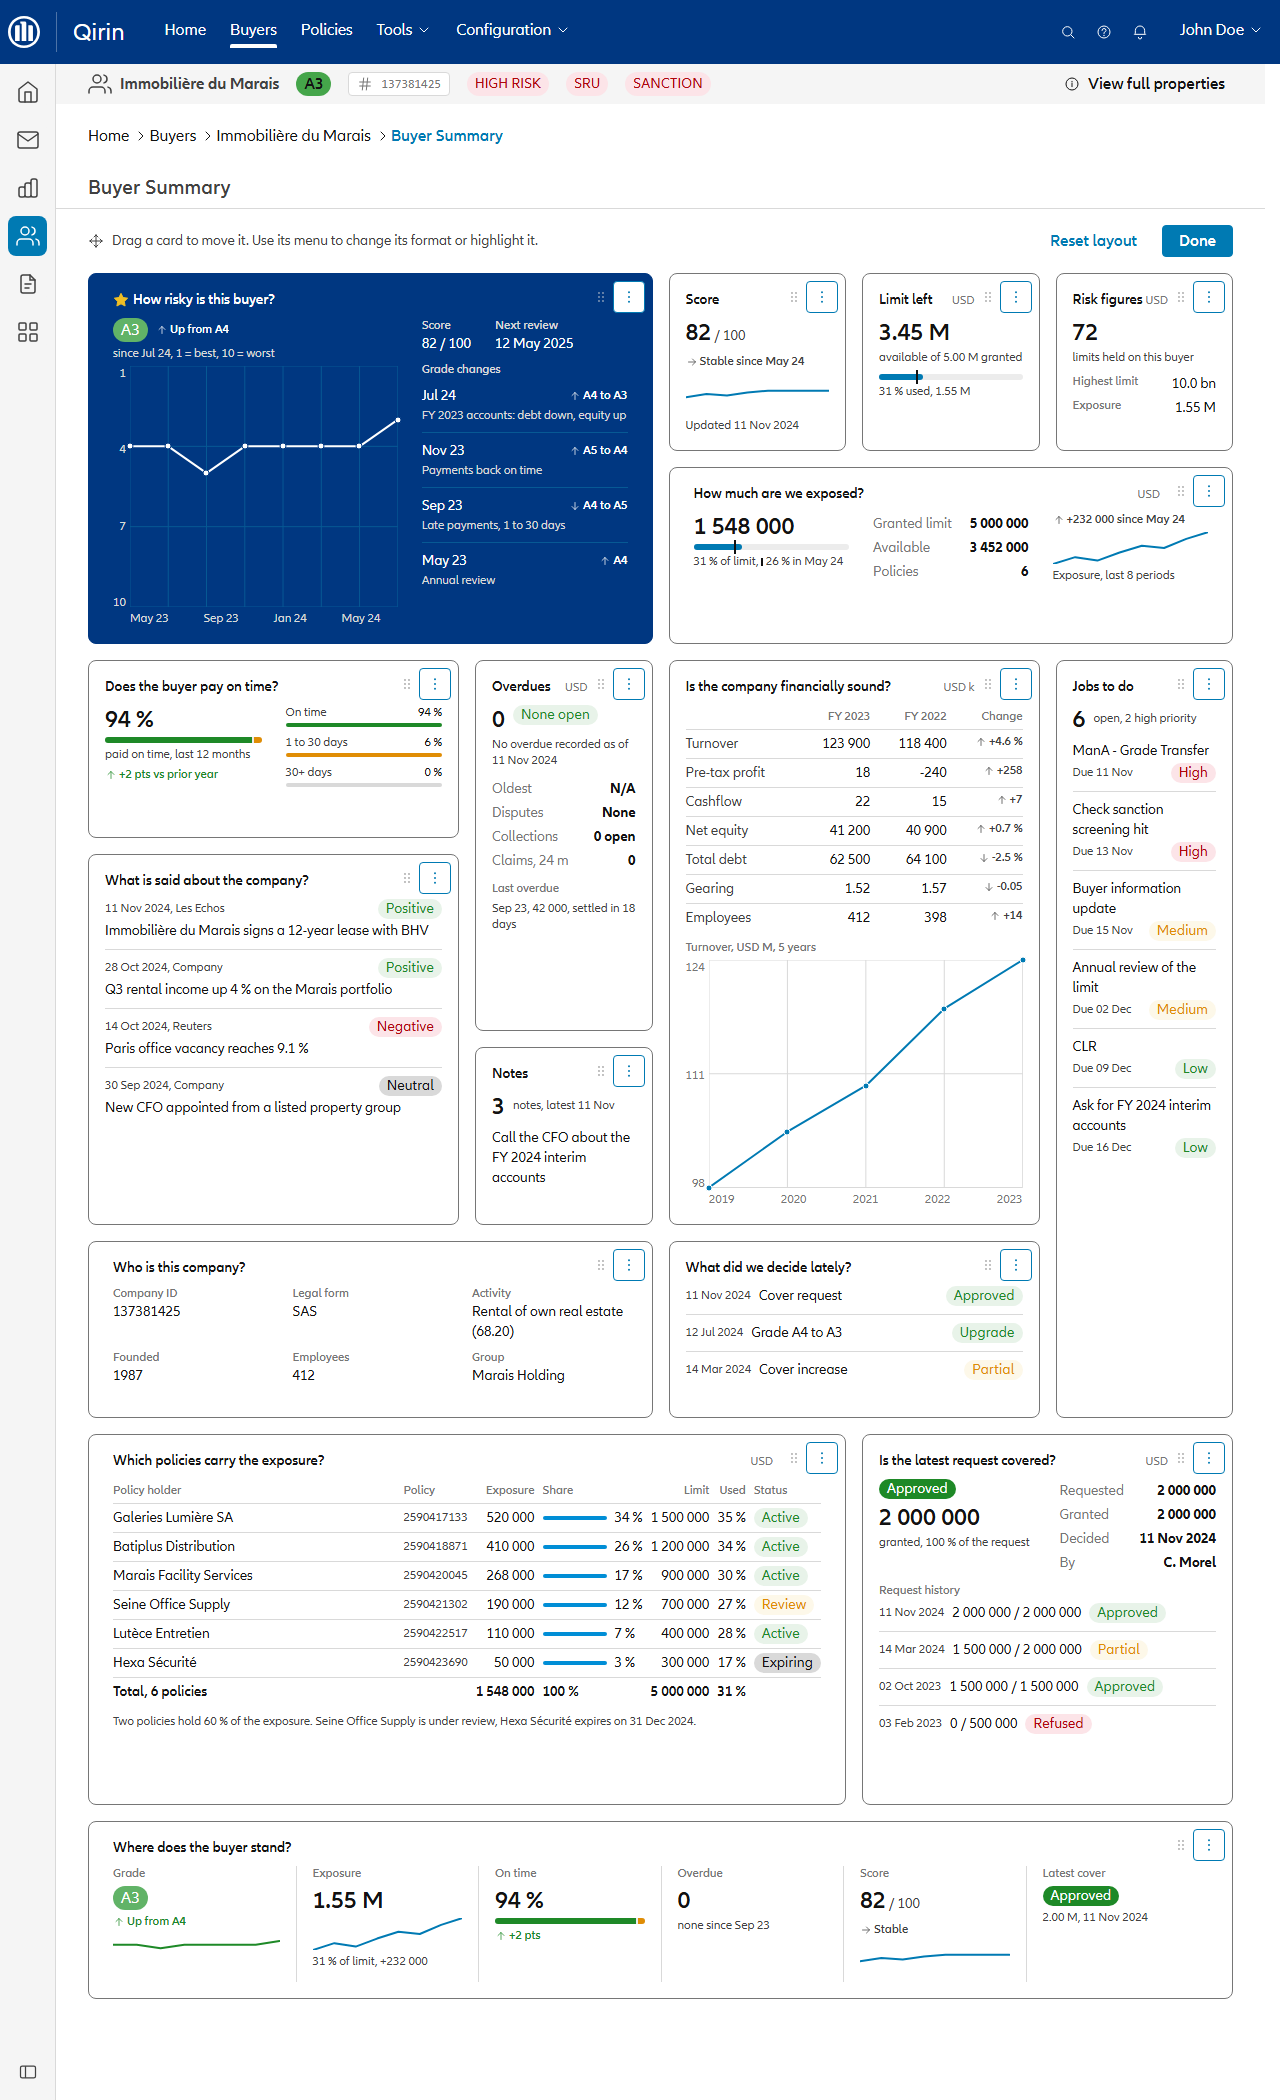 Qirin
Home
Buyers
Policies
Tools
Configuration
John Doe
Immobilière du Marais
A3
# 137381425
HIGH RISK
SRU
SANCTION
View full properties
Home > Buyers > Immobilière du Marais > Buyer Summary
Buyer Summary
Drag a card to move it. Use its menu to change its format or highlight it.
Reset layout
Done
How risky is this buyer?
A3 ↑ Up from A4
since Jul 24, 1 = best, 10 = worst
1
4
7
10
May 23 Sep 23 Jan 24 May 24
Score Next review
82 / 100 12 May 2025
Grade changes
Jul 24 ↑ A4 to A3
FY 2023 accounts: debt down, equity up
Nov 23 ↑ A5 to A4
Payments back on time
Sep 23 ↓ A4 to A5
Late payments, 1 to 30 days
May 23 ↑ A4
Annual review
Score
82 / 100
→ Stable since May 24
Updated 11 Nov 2024
Limit left USD
3.45 M
available of 5.00 M granted
31 % used, 1.55 M
Risk figures USD
72
limits held on this buyer
Highest limit 10.0 bn
Exposure 1.55 M
How much are we exposed? USD
1 548 000
31 % of limit, 26 % in May 24
Granted limit 5 000 000
Available 3 452 000
Policies 6
↑ +232 000 since May 24
Exposure, last 8 periods
Does the buyer pay on time?
94 %
paid on time, last 12 months
↑ +2 pts vs prior year
On time 94 %
1 to 30 days 6 %
30+ days 0 %
Overdues USD
0 None open
No overdue recorded as of
11 Nov 2024
Oldest N/A
Disputes None
Collections 0 open
Claims, 24 m 0
Last overdue
Sep 23, 42 000, settled in 18
days
Is the company financially sound? USD k
FY 2023 FY 2022 Change
Turnover 123 900 118 400 ↑ +4.6 %
Pre-tax profit 18 -240 ↑ +258
Cashflow 22 15 ↑ +7
Net equity 41 200 40 900 ↑ +0.7 %
Total debt 62 500 64 100 ↓ -2.5 %
Gearing 1.52 1.57 ↓ -0.05
Employees 412 398 ↑ +14
Turnover, USD M, 5 years
124
111
98
2019 2020 2021 2022 2023
Jobs to do
6 open, 2 high priority
ManA - Grade Transfer
Due 11 Nov High
Check sanction
screening hit
Due 13 Nov High
Buyer information
update
Due 15 Nov Medium
Annual review of the
limit
Due 02 Dec Medium
CLR
Due 09 Dec Low
Ask for FY 2024 interim
accounts
Due 16 Dec Low
What is said about the company?
11 Nov 2024, Les Echos Positive
Immobilière du Marais signs a 12-year lease with BHV
28 Oct 2024, Company Positive
Q3 rental income up 4 % on the Marais portfolio
14 Oct 2024, Reuters Negative
Paris office vacancy reaches 9.1 %
30 Sep 2024, Company Neutral
New CFO appointed from a listed property group
Notes
3 notes, latest 11 Nov
Call the CFO about the
FY 2024 interim
accounts
Who is this company?
Company ID Legal form Activity
137381425 SAS Rental of own real estate
(68.20)
Founded Employees Group
1987 412 Marais Holding
What did we decide lately?
11 Nov 2024 Cover request Approved
12 Jul 2024 Grade A4 to A3 Upgrade
14 Mar 2024 Cover increase Partial
Which policies carry the exposure? USD
Policy holder Policy Exposure Share Limit Used Status
Galeries Lumière SA 2590417133 520 000 34 % 1 500 000 35 % Active
Batiplus Distribution 2590418871 410 000 26 % 1 200 000 34 % Active
Marais Facility Services 2590420045 268 000 17 % 900 000 30 % Active
Seine Office Supply 2590421302 190 000 12 % 700 000 27 % Review
Lutèce Entretien 2590422517 110 000 7 % 400 000 28 % Active
Hexa Sécurité 2590423690 50 000 3 % 300 000 17 % Expiring
Total, 6 policies 1 548 000 100 % 5 000 000 31 %
Two policies hold 60 % of the exposure. Seine Office Supply is under review, Hexa Sécurité expires on 31 Dec 2024.
Is the latest request covered? USD
Approved
2 000 000
granted, 100 % of the request
Requested 2 000 000
Granted 2 000 000
Decided 11 Nov 2024
By C. Morel
Request history
11 Nov 2024 2 000 000 / 2 000 000 Approved
14 Mar 2024 1 500 000 / 2 000 000 Partial
02 Oct 2023 1 500 000 / 1 500 000 Approved
03 Feb 2023 0 / 500 000 Refused
Where does the buyer stand?
Grade
A3
↑ Up from A4
Exposure
1.55 M
31 % of limit, +232 000
On time
94 %
↑ +2 pts
Overdue
0
none since Sep 23
Score
82 / 100
→ Stable
Latest cover
Approved
2.00 M, 11 Nov 2024